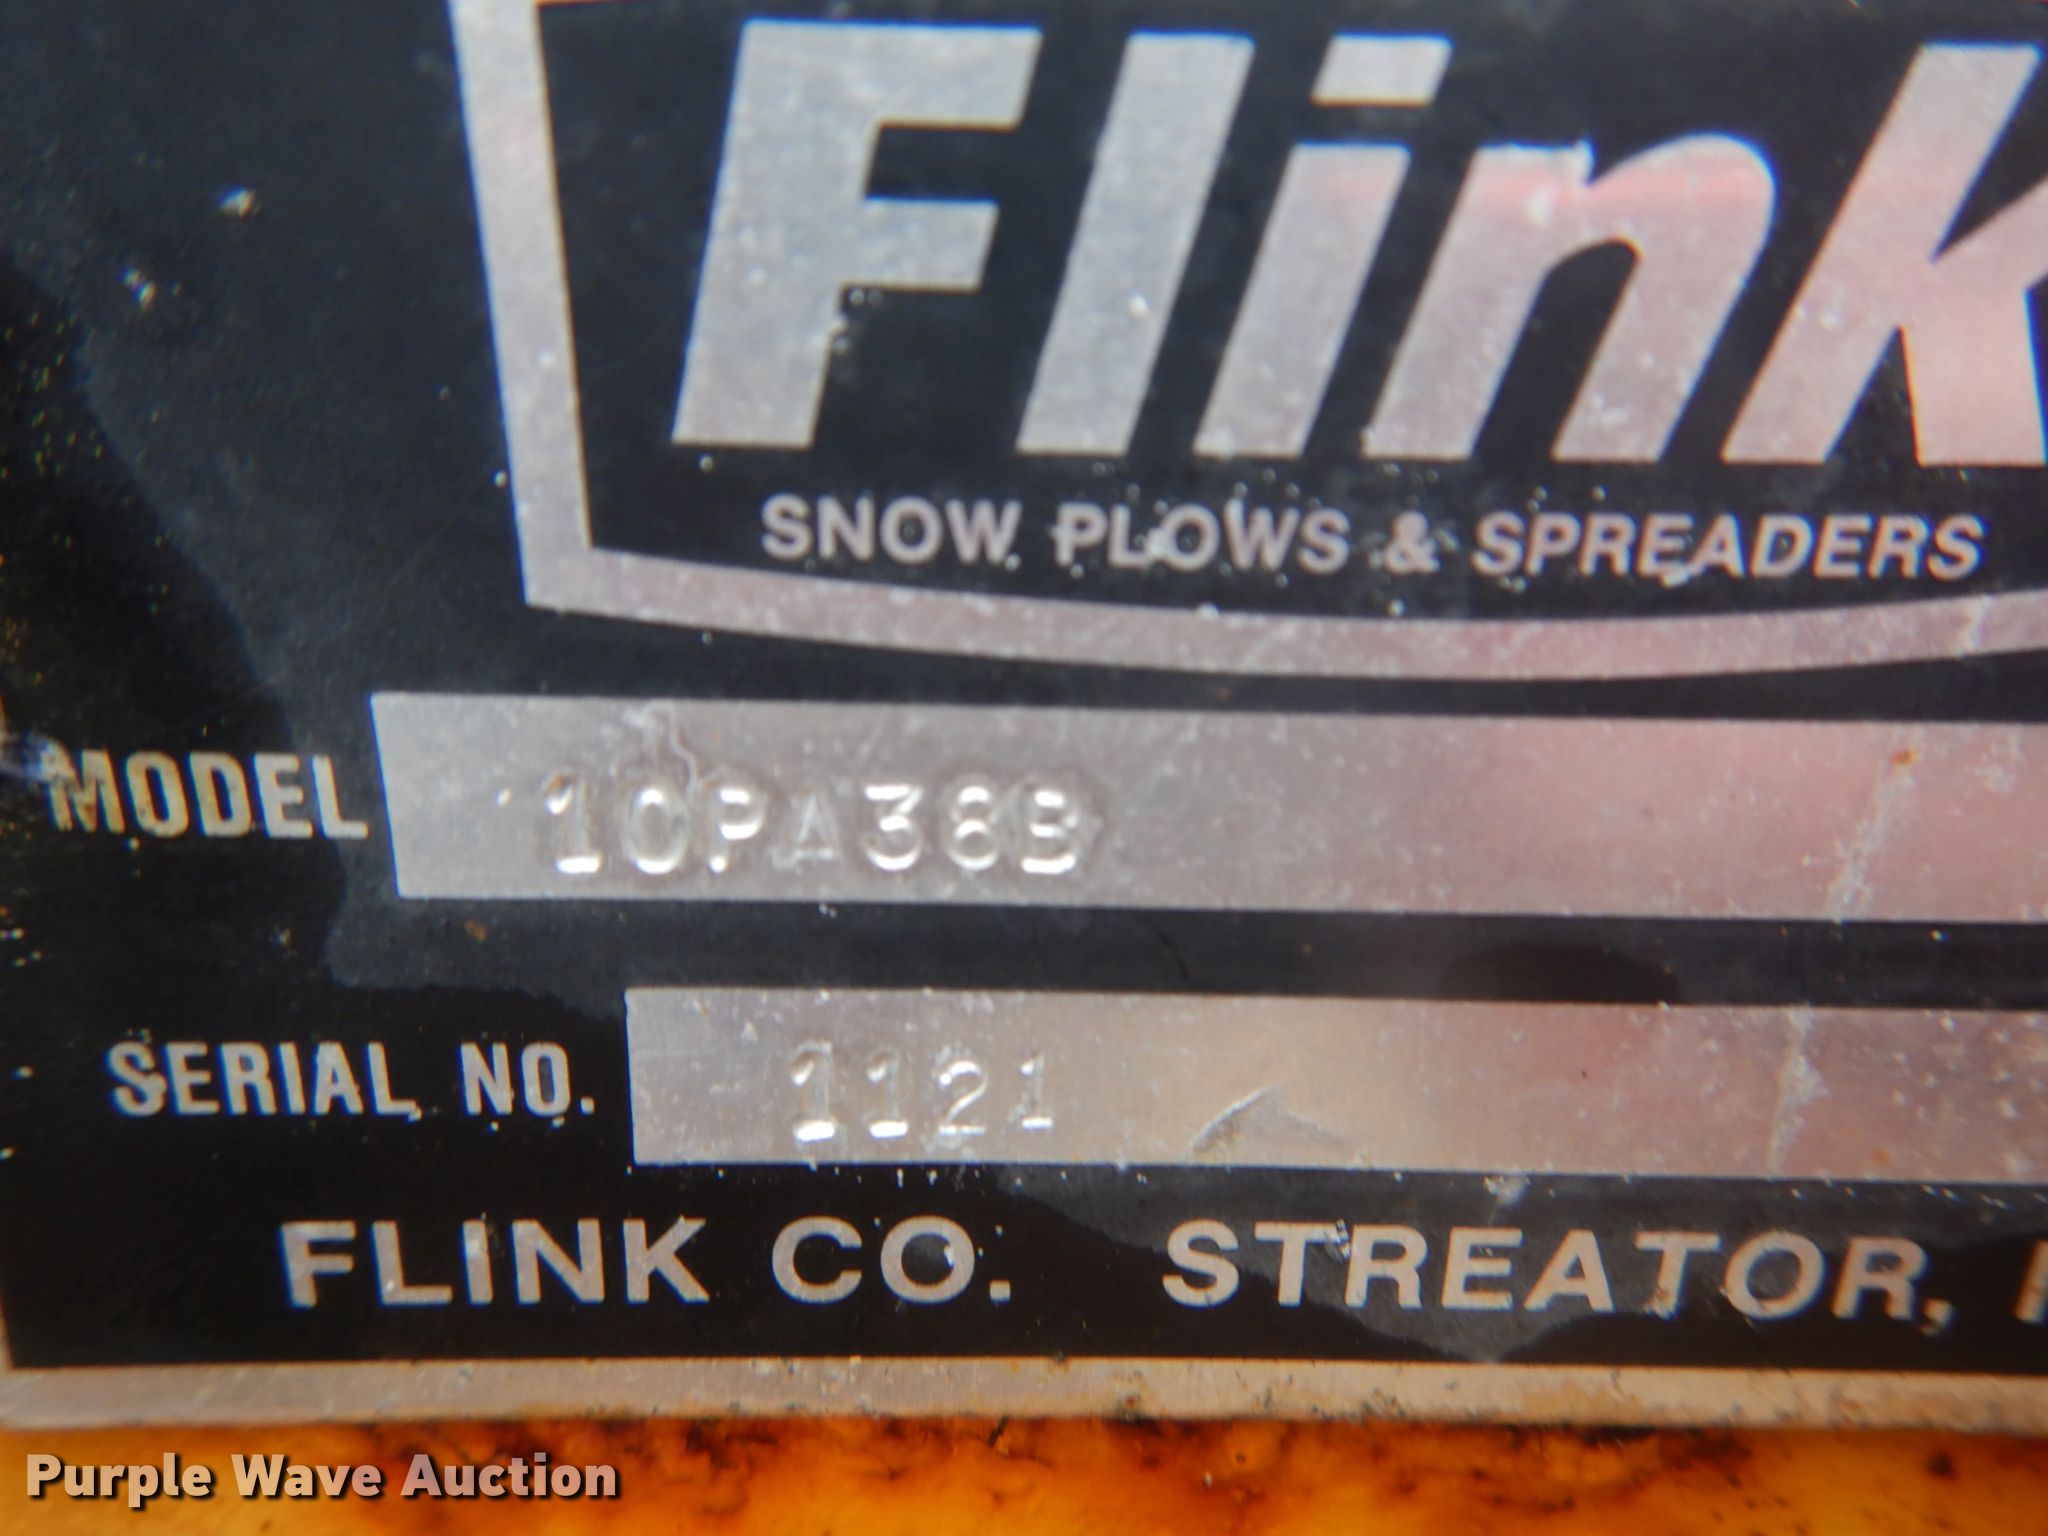 Flink
SNOW PLOWS & SPREADERS
MODEL 10PA38B
SERIAL NO. 1121
FLINK CO. STREATOR,
Purple Wave Auction